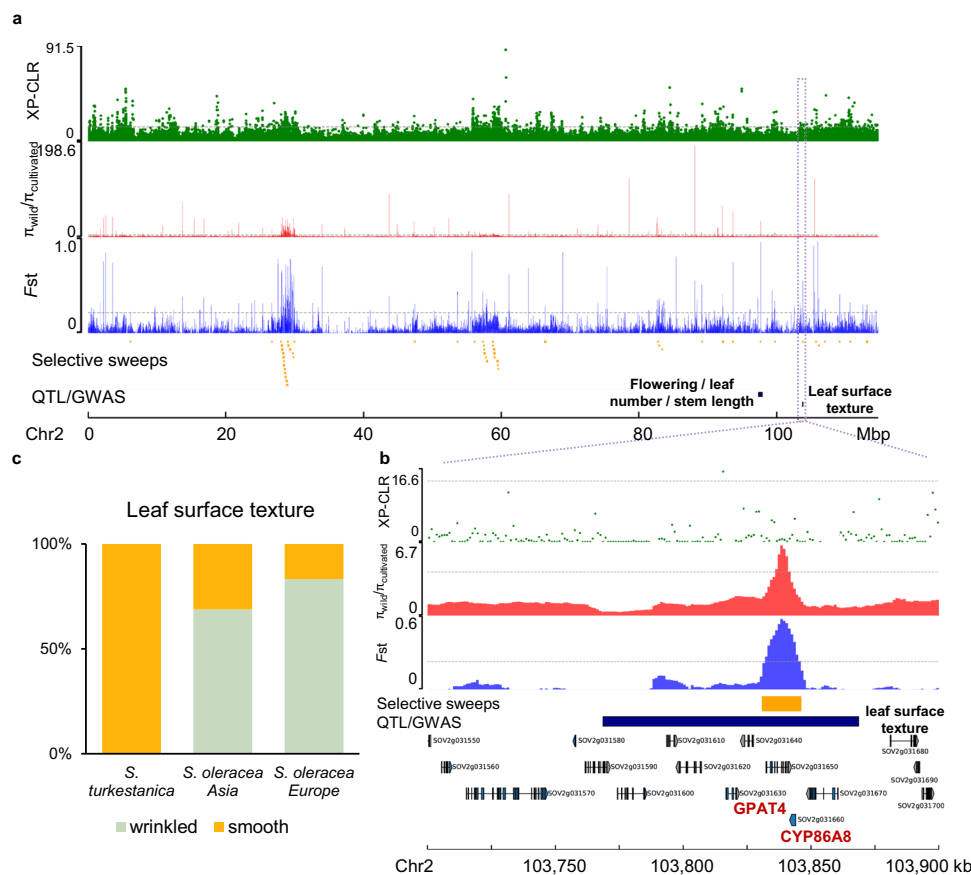 a
91.5
XP-CLR
0
198.6
πwild/πcultivated
0
1.0
Fst
0
Selective sweeps
QTL/GWAS
Flowering / leaf
number / stem length
Leaf surface
texture
Chr2 0 20 40 60 80 100 Mbp
c
Leaf surface texture
100%
50%
0%
S.
turkestanica
S. oleracea
Asia
S. oleracea
Europe
wrinkled smooth
b
16.6
XP-CLR
0
6.7
πwild/πcultivated
0
0.6
Fst
0
Selective sweeps
QTL/GWAS
leaf surface
texture
SOV2g031550 SOV2g031580 SOV2g031610 SOV2g031640
SOV2g031680
SOV2g031560 SOV2g031590 SOV2g031620 SOV2g031650
SOV2g031690
SOV2g031570 SOV2g031600 SOV2g031630 SOV2g031670
SOV2g031700
GPAT4
SOV2g031660
CYP86A8
Chr2 103,750 103,800 103,850 103,900 kb